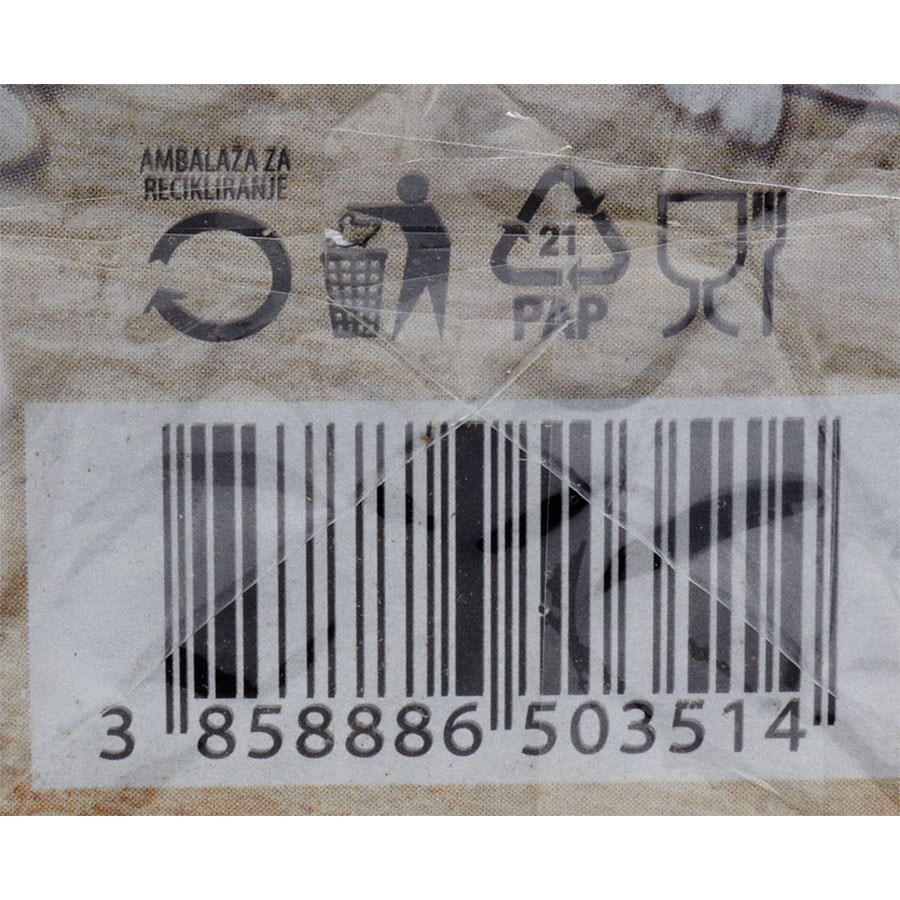 AMBALAŽA ZA
RECIKLIRANJE
21
PAP
3 858886 503514